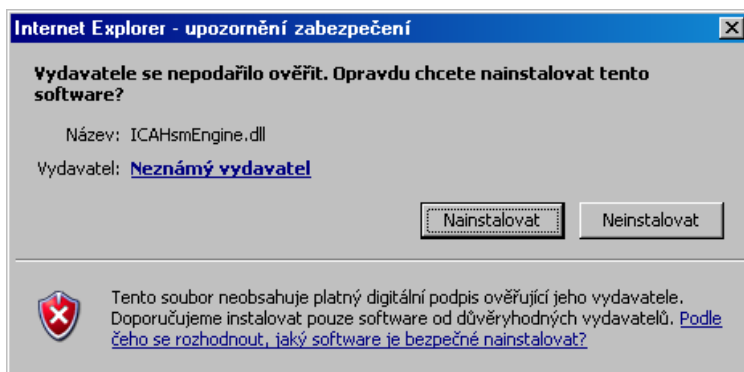 Internet Explorer - upozornění zabezpečení
Vydavatele se nepodařilo ověřit. Opravdu chcete nainstalovat tento
software?
Název: ICAHsmEngine.dll
Vydavatel: Neznámý vydavatel
Nainstalovat Neinstalovat
Tento soubor neobsahuje platný digitální podpis ověřující jeho vydavatele.
Doporučujeme instalovat pouze software od důvěryhodných vydavatelů. Podle
čeho se rozhodnout, jaký software je bezpečné nainstalovat?